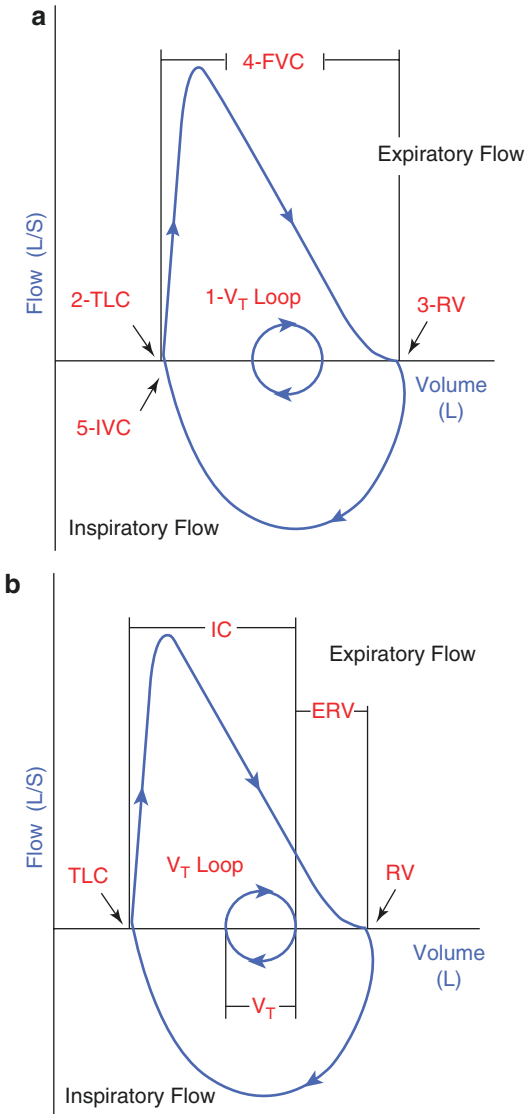 a
4-FVC
Expiratory Flow
Flow (L/S)
2-TLC
1-VT Loop
3-RV
Volume
(L)
5-IVC
Inspiratory Flow
b
IC
Expiratory Flow
ERV
Flow (L/S)
TLC
VT Loop
RV
Volume
(L)
VT
Inspiratory Flow